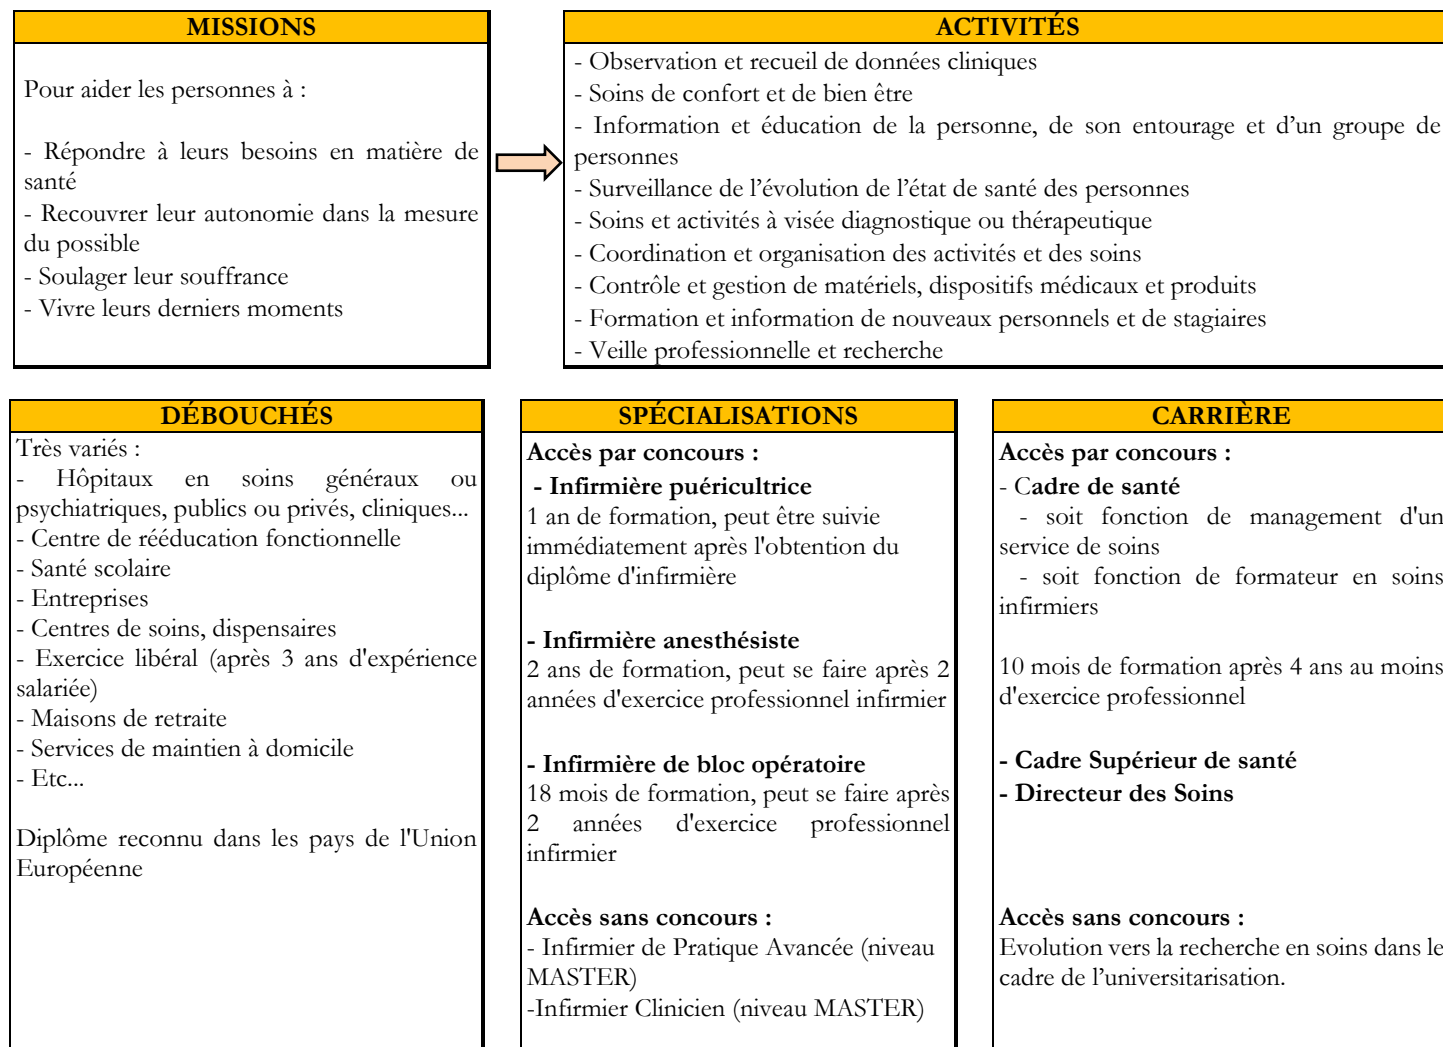 MISSIONS
Pour aider les personnes à :
- Répondre à leurs besoins en matière de
santé
- Recouvrer leur autonomie dans la mesure
du possible
- Soulager leur souffrance
- Vivre leurs derniers moments
ACTIVITÉS
- Observation et recueil de données cliniques
- Soins de confort et de bien être
- Information et éducation de la personne, de son entourage et d’un groupe de
personnes
- Surveillance de l’évolution de l’état de santé des personnes
- Soins et activités à visée diagnostique ou thérapeutique
- Coordination et organisation des activités et des soins
- Contrôle et gestion de matériels, dispositifs médicaux et produits
- Formation et information de nouveaux personnels et de stagiaires
- Veille professionnelle et recherche
DÉBOUCHÉS
Très variés :
- Hôpitaux en soins généraux ou
psychiatriques, publics ou privés, cliniques...
- Centre de rééducation fonctionnelle
- Santé scolaire
- Entreprises
- Centres de soins, dispensaires
- Exercice libéral (après 3 ans d'expérience
salariée)
- Maisons de retraite
- Services de maintien à domicile
- Etc...
Diplôme reconnu dans les pays de l'Union
Européenne
SPÉCIALISATIONS
Accès par concours :
- Infirmière puéricultrice
1 an de formation, peut être suivie
immédiatement après l'obtention du
diplôme d'infirmière
- Infirmière anesthésiste
2 ans de formation, peut se faire après 2
années d'exercice professionnel infirmier
- Infirmière de bloc opératoire
18 mois de formation, peut se faire après
2 années d'exercice professionnel
infirmier
Accès sans concours :
- Infirmier de Pratique Avancée (niveau
MASTER)
-Infirmier Clinicien (niveau MASTER)
CARRIÈRE
Accès par concours :
- Cadre de santé
- soit fonction de management d'un
service de soins
- soit fonction de formateur en soins
infirmiers
10 mois de formation après 4 ans au moins
d'exercice professionnel
- Cadre Supérieur de santé
- Directeur des Soins
Accès sans concours :
Evolution vers la recherche en soins dans le
cadre de l’universitarisation.